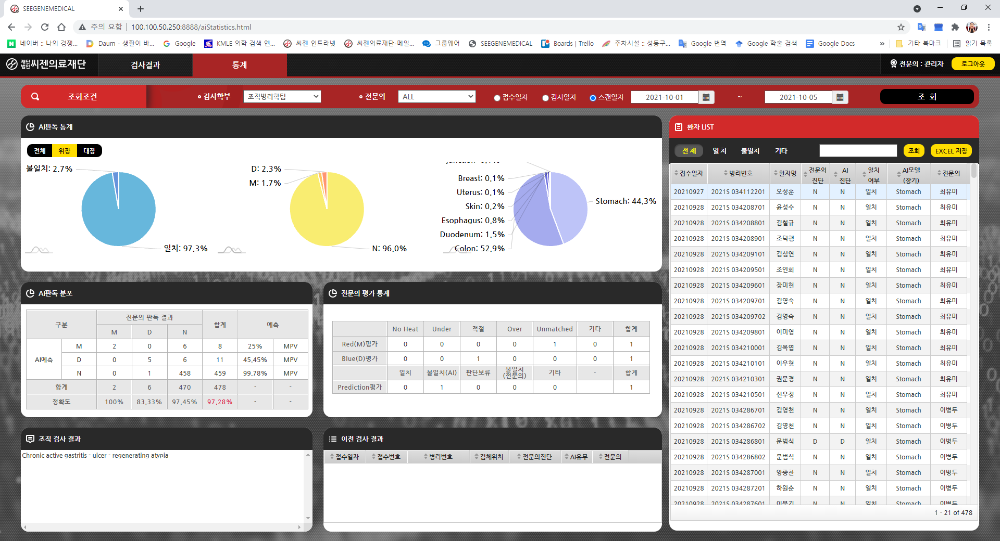 SEEGENEMEDICAL
주의 요함 | 100.100.50.250:8888/aiStatistics.html
네이버 :: 나의 경쟁... Daum - 생활이 바... Google KMLE 의학 검색 엔... 씨젠 인트라넷 씨젠의료재단-메일... 그룹웨어 SEEGENEMEDICAL Boards | Trello 주차시설 :: 성동구... Google 번역 Google 학술 검색 Google Docs » 기타 북마크 읽기 목록
재단법인 씨젠의료재단 검사결과 통계 전문의 : 관리자 로그아웃
조회조건 검사학부 조직병리학팀 전문의 ALL 접수일자 검사일자 스캔일자 2021-10-01 ~ 2021-10-05 조 회
AI판독 통계
전체 위장 대장
불일치: 2.7%
일치: 97.3%
D: 2.3%
M: 1.7%
N: 96.0%
Breast: 0.1%
Uterus: 0.1%
Skin: 0.2%
Esophagus: 0.8%
Duodenum: 1.5%
Colon: 52.9%
Stomach: 44.3%
AI판독 분포
구분 전문의 판독 결과 합계 예측
M D N
AI예측 M 2 0 6 8 25% MPV
D 0 5 6 11 45.45% MPV
N 0 1 458 459 99.78% MPV
합계 2 6 470 478 - -
정확도 100% 83.33% 97.45% 97.28% - -
전문의 평가 통계
No Heat Under 적절 Over Unmatched 기타 합계
Red(M)평가 0 0 0 0 1 0 1
Blue(D)평가 0 0 1 0 0 0 1
일치 불일치(AI) 판단보류 불일치(전문의) 기타 - 합계
Prediction평가 0 1 0 0 0 1
조직 검사 결과
Chronic active gastritis - ulcer - regenerating atypia
이전 검사 결과
접수일자 접수번호 병리번호 검체위치 전문의진단 AI유무 전문의
환자 LIST
전 체 일 치 불일치 기타 조회 EXCEL 저장
접수일자 병리번호 환자명 전문의 진단 AI 진단 일치 여부 AI모델 (장기) 전문의
20210927 2021S 034112201 오성훈 N N 일치 Stomach 최유미
20210928 2021S 034208701 윤성수 N N 일치 Stomach 최유미
20210928 2021S 034208801 김철규 N N 일치 Stomach 최유미
20210928 2021S 034208901 조덕행 N N 일치 Stomach 최유미
20210928 2021S 034209101 김심연 N N 일치 Stomach 최유미
20210928 2021S 034209501 조인희 N N 일치 Stomach 최유미
20210928 2021S 034209601 장미현 N N 일치 Stomach 최유미
20210928 2021S 034209701 김영숙 N N 일치 Stomach 최유미
20210928 2021S 034209702 김영숙 N N 일치 Stomach 최유미
20210928 2021S 034209801 이미영 N N 일치 Stomach 최유미
20210928 2021S 034210001 김옥엽 N N 일치 Stomach 최유미
20210928 2021S 034210101 이우형 N N 일치 Stomach 최유미
20210928 2021S 034210301 권문경 N N 일치 Stomach 최유미
20210928 2021S 034210501 신우정 N N 일치 Stomach 최유미
20210928 2021S 034286701 김영천 N N 일치 Stomach 이병두
20210928 2021S 034286702 김영천 N N 일치 Stomach 이병두
20210928 2021S 034286801 문범식 D D 일치 Stomach 이병두
20210928 2021S 034286802 문범식 N N 일치 Stomach 이병두
20210928 2021S 034287001 양종찬 N N 일치 Stomach 이병두
20210928 2021S 034287201 하원순 N N 일치 Stomach 이병두
20210928 2021S 034287601 N N 일치 Stomach 이병두
1 - 21 of 478